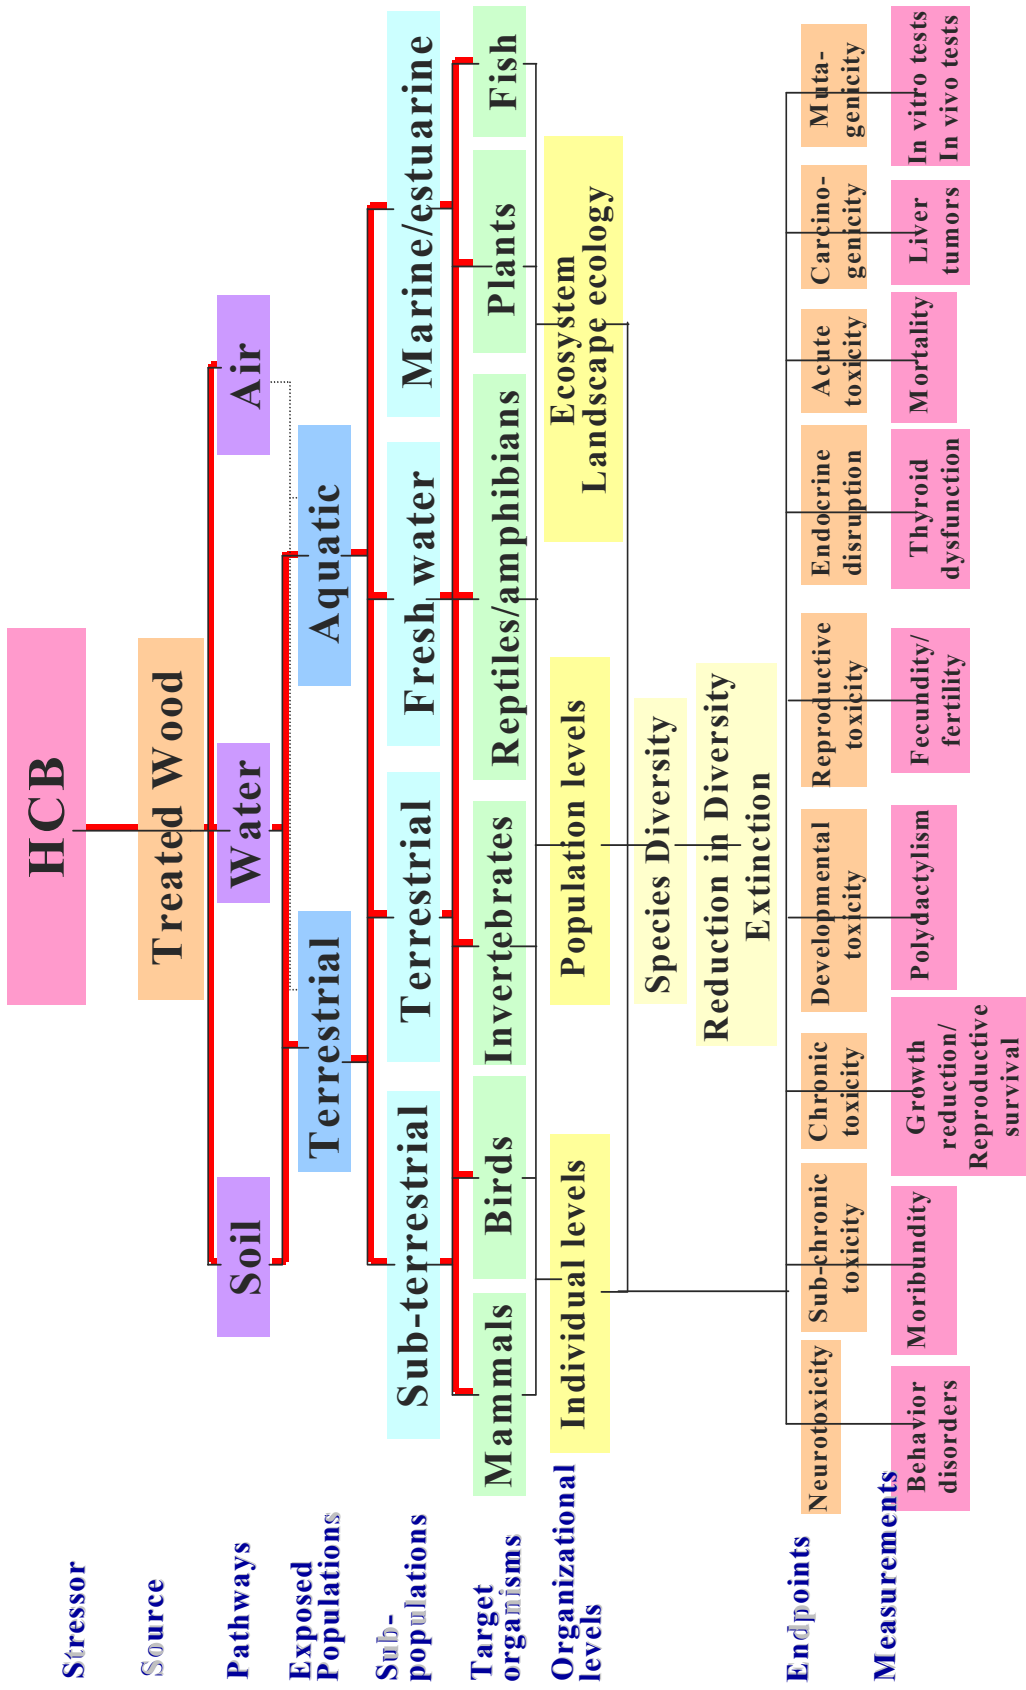 Stressor
HCB
Source
Treated Wood
Pathways
Soil
Water
Air
Exposed
Populations
Terrestrial
Aquatic
Sub-
populations
Sub-terrestrial
Terrestrial
Fresh water
Marine/estuarine
Target
organisms
Mammals
Birds
Invertebrates
Reptiles/amphibians
Plants
Fish
Organizational
levels
Individual levels
Population levels
Ecosystem
Landscape ecology
Species Diversity
Reduction in Diversity
Extinction
Endpoints
Neurotoxicity
Sub-chronic
toxicity
Chronic
toxicity
Developmental
toxicity
Reproductive
toxicity
Endocrine
disruption
Acute
toxicity
Carcino-
genicity
Muta-
genicity
Measurements
Behavior
disorders
Moribundity
Growth
reduction/
Reproductive
survival
Polydactylism
Fecundity/
fertility
Thyroid
dysfunction
Mortality
Liver
tumors
In vitro tests
In vivo tests